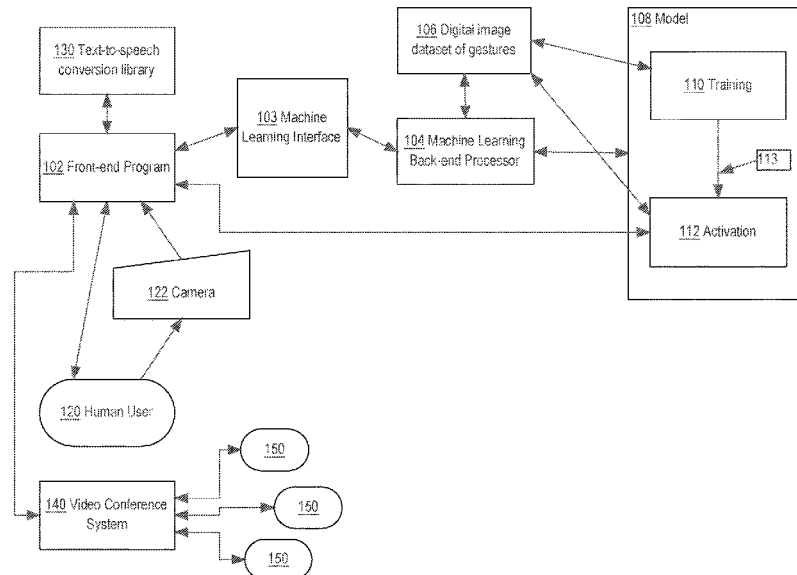 130 Text-to-speech
conversion library
102 Front-end Program
103 Machine
Learning Interface
106 Digital image
dataset of gestures
104 Machine Learning
Back-end Processor
108 Model
110 Training
113
112 Activation
122 Camera
120 Human User
140 Video Conference
System
150
150
150